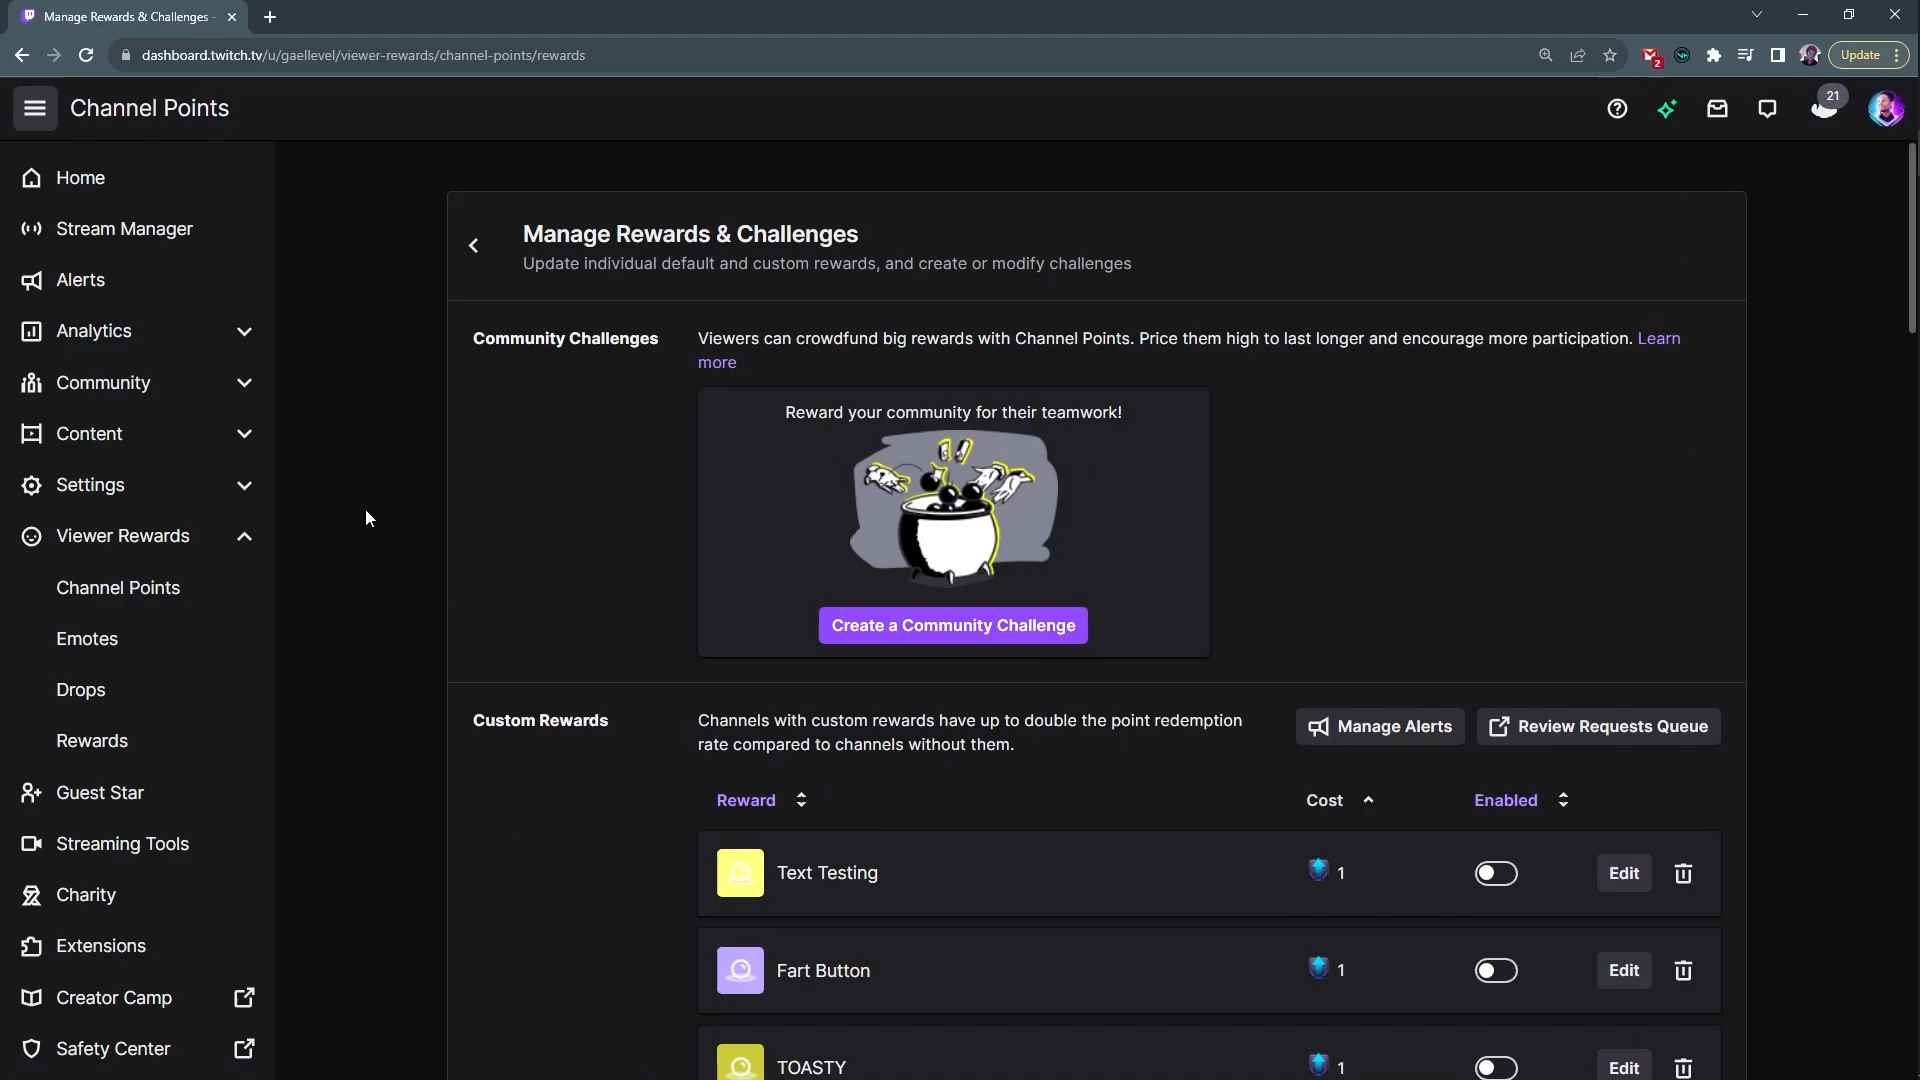 Manage Rewards & Challenges -
dashboard.twitch.tv/u/gaellevel/viewer-rewards/channel-points/rewards
2
Update
Channel Points
21
Home
Stream Manager
Alerts
Analytics
Community
Content
Settings
Viewer Rewards
Channel Points
Emotes
Drops
Rewards
Guest Star
Streaming Tools
Charity
Extensions
Creator Camp
Safety Center
Manage Rewards & Challenges
Update individual default and custom rewards, and create or modify challenges
Community Challenges
Viewers can crowdfund big rewards with Channel Points. Price them high to last longer and encourage more participation. Learn
more
Reward your community for their teamwork!
Create a Community Challenge
Custom Rewards
Channels with custom rewards have up to double the point redemption
rate compared to channels without them.
Manage Alerts
Review Requests Queue
Reward Cost Enabled
Text Testing 1 Edit
Fart Button 1 Edit
TOASTY 1 Edit